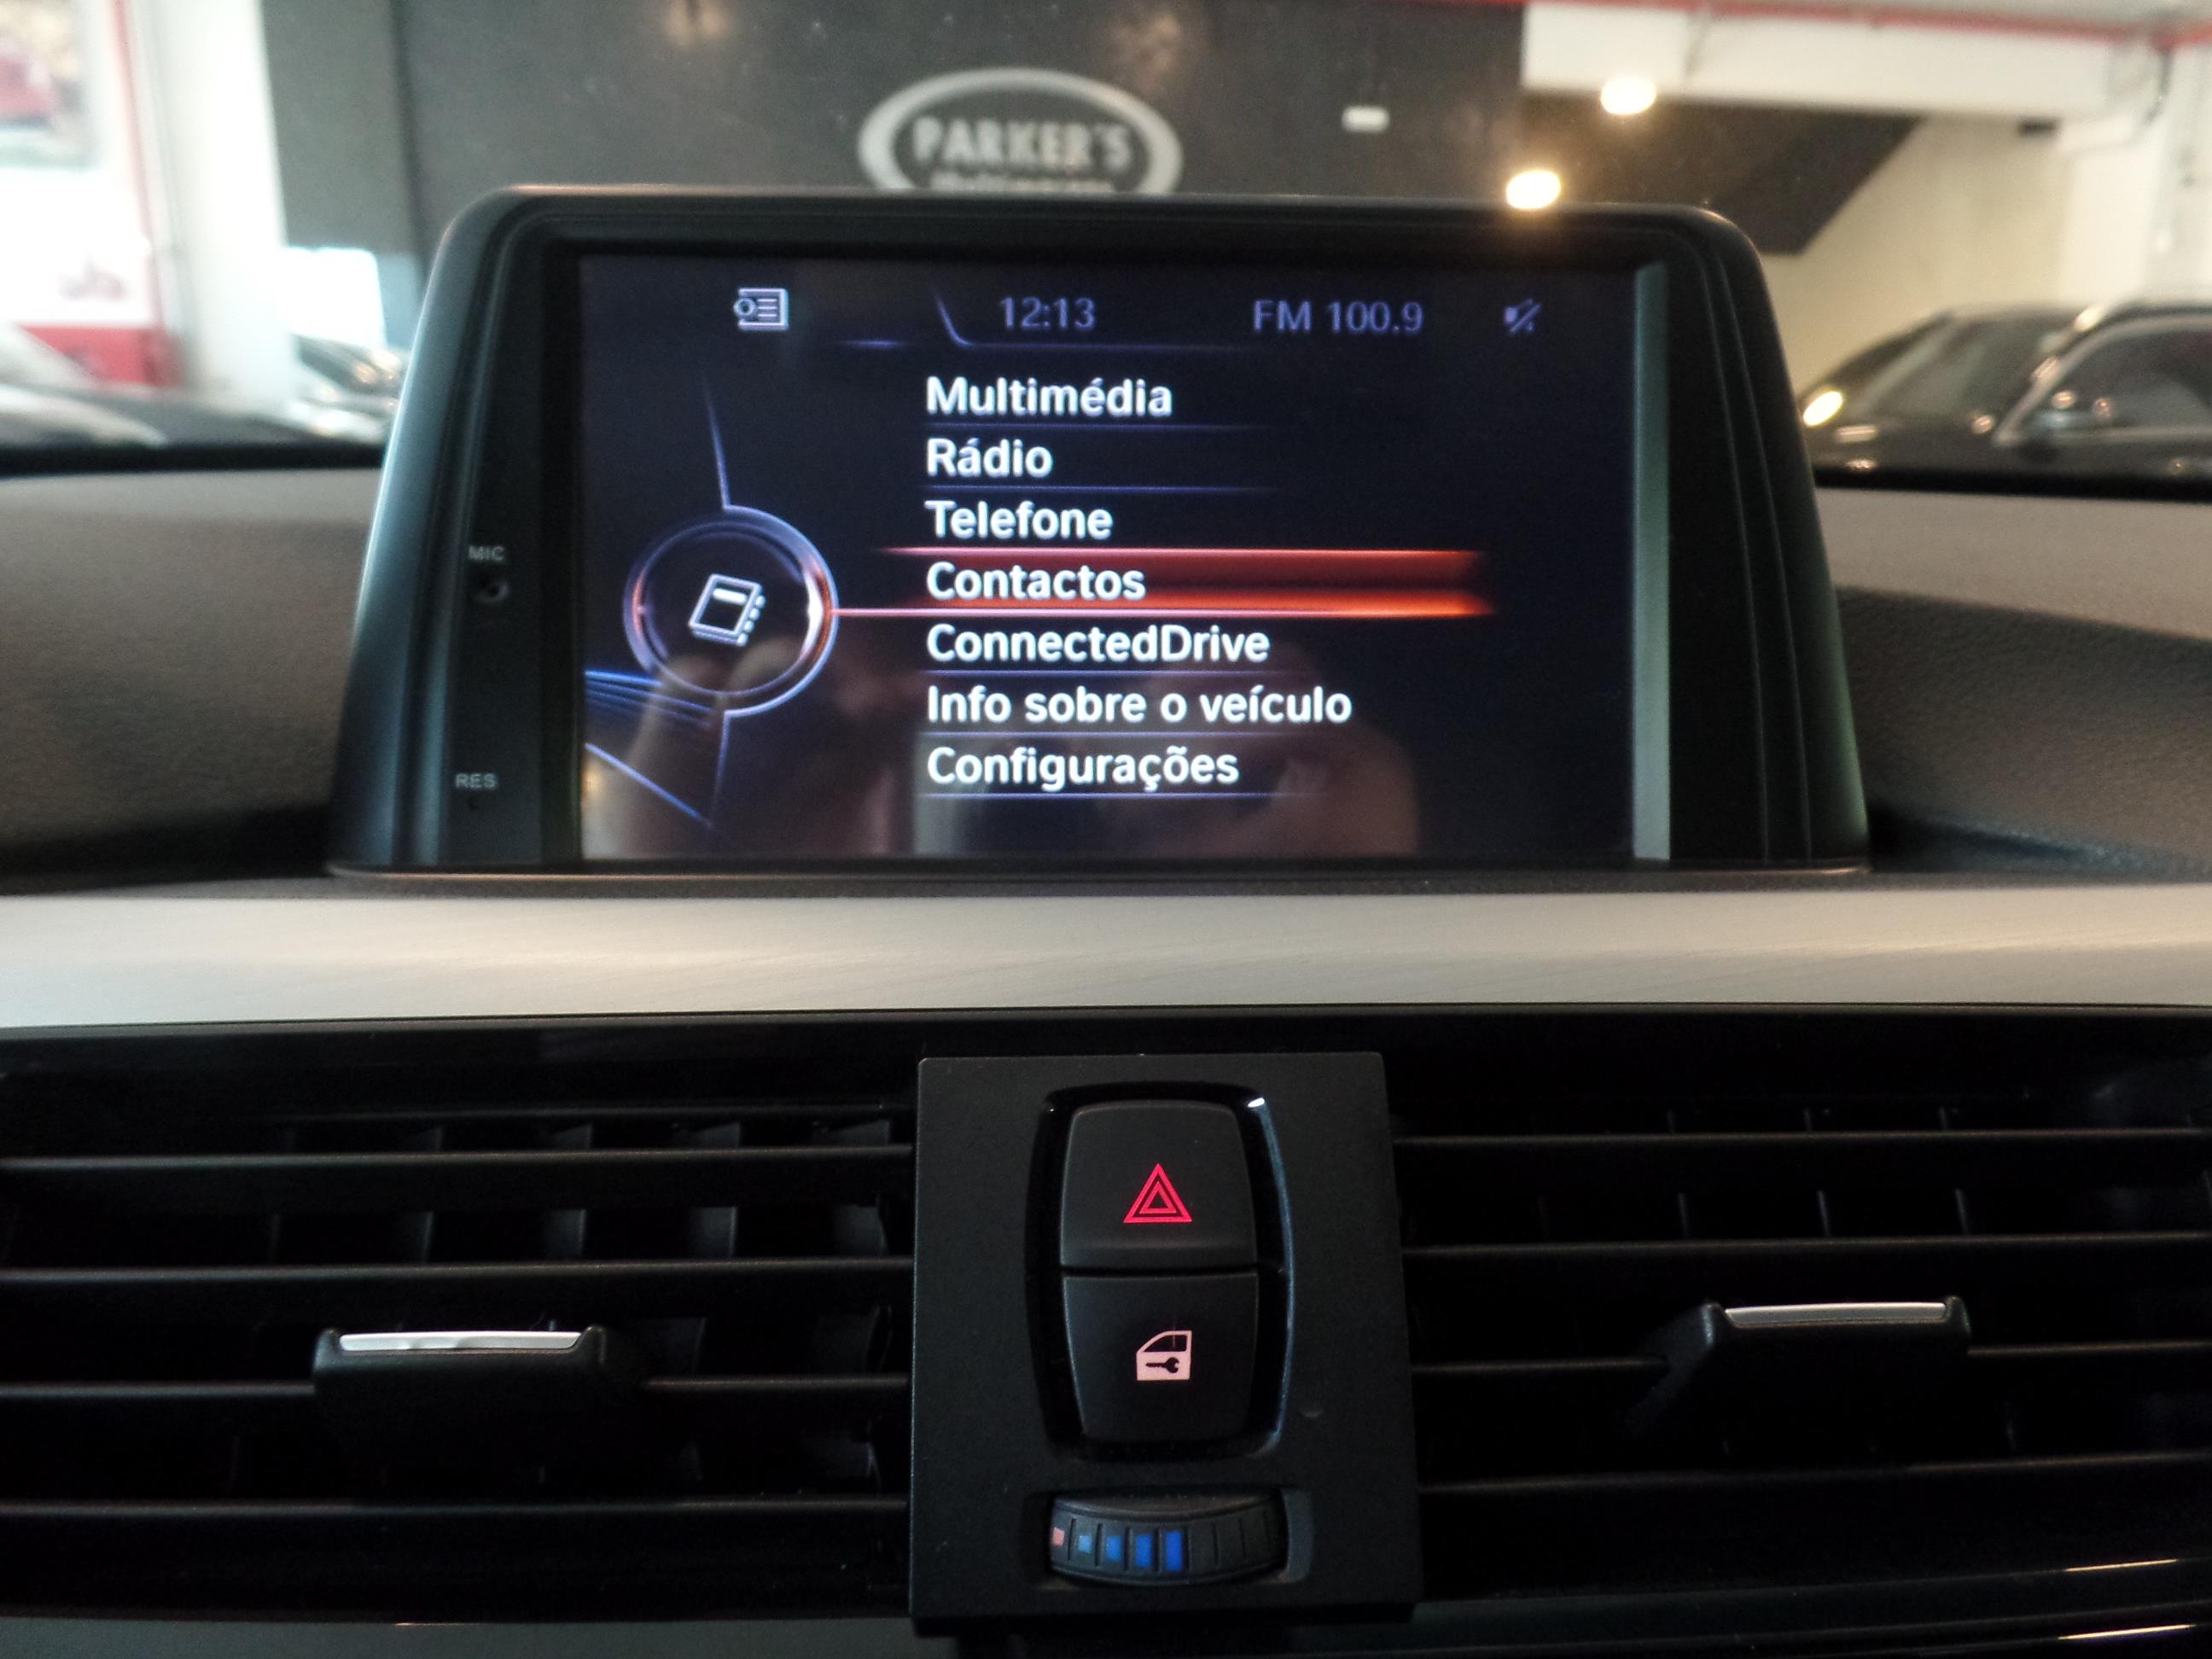 PARKER'S
12:13 FM 100.9
Multimédia
Rádio
Telefone
Contactos
ConnectedDrive
Info sobre o veículo
Configurações
MIC
RES